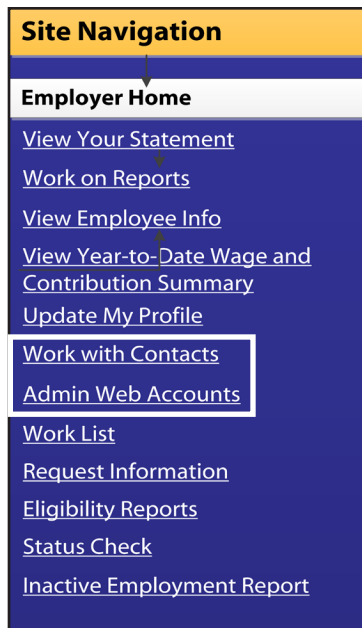 Site Navigation
Employer Home
View Your Statement
Work on Reports
View Employee Info
View Year-to-Date Wage and
Contribution Summary
Update My Profile
Work with Contacts
Admin Web Accounts
Work List
Request Information
Eligibility Reports
Status Check
Inactive Employment Report